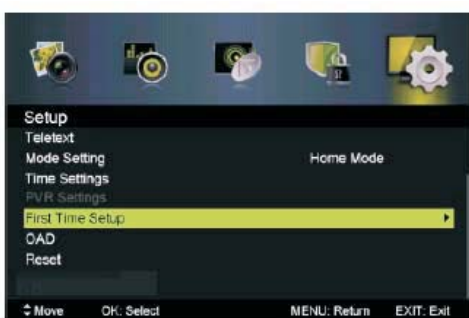 Setup
Teletext
Mode Setting Home Mode
Time Settings
PVR Settings
First Time Setup
OAD
Reset
Move OK: Select MENU: Return EXIT: Exit